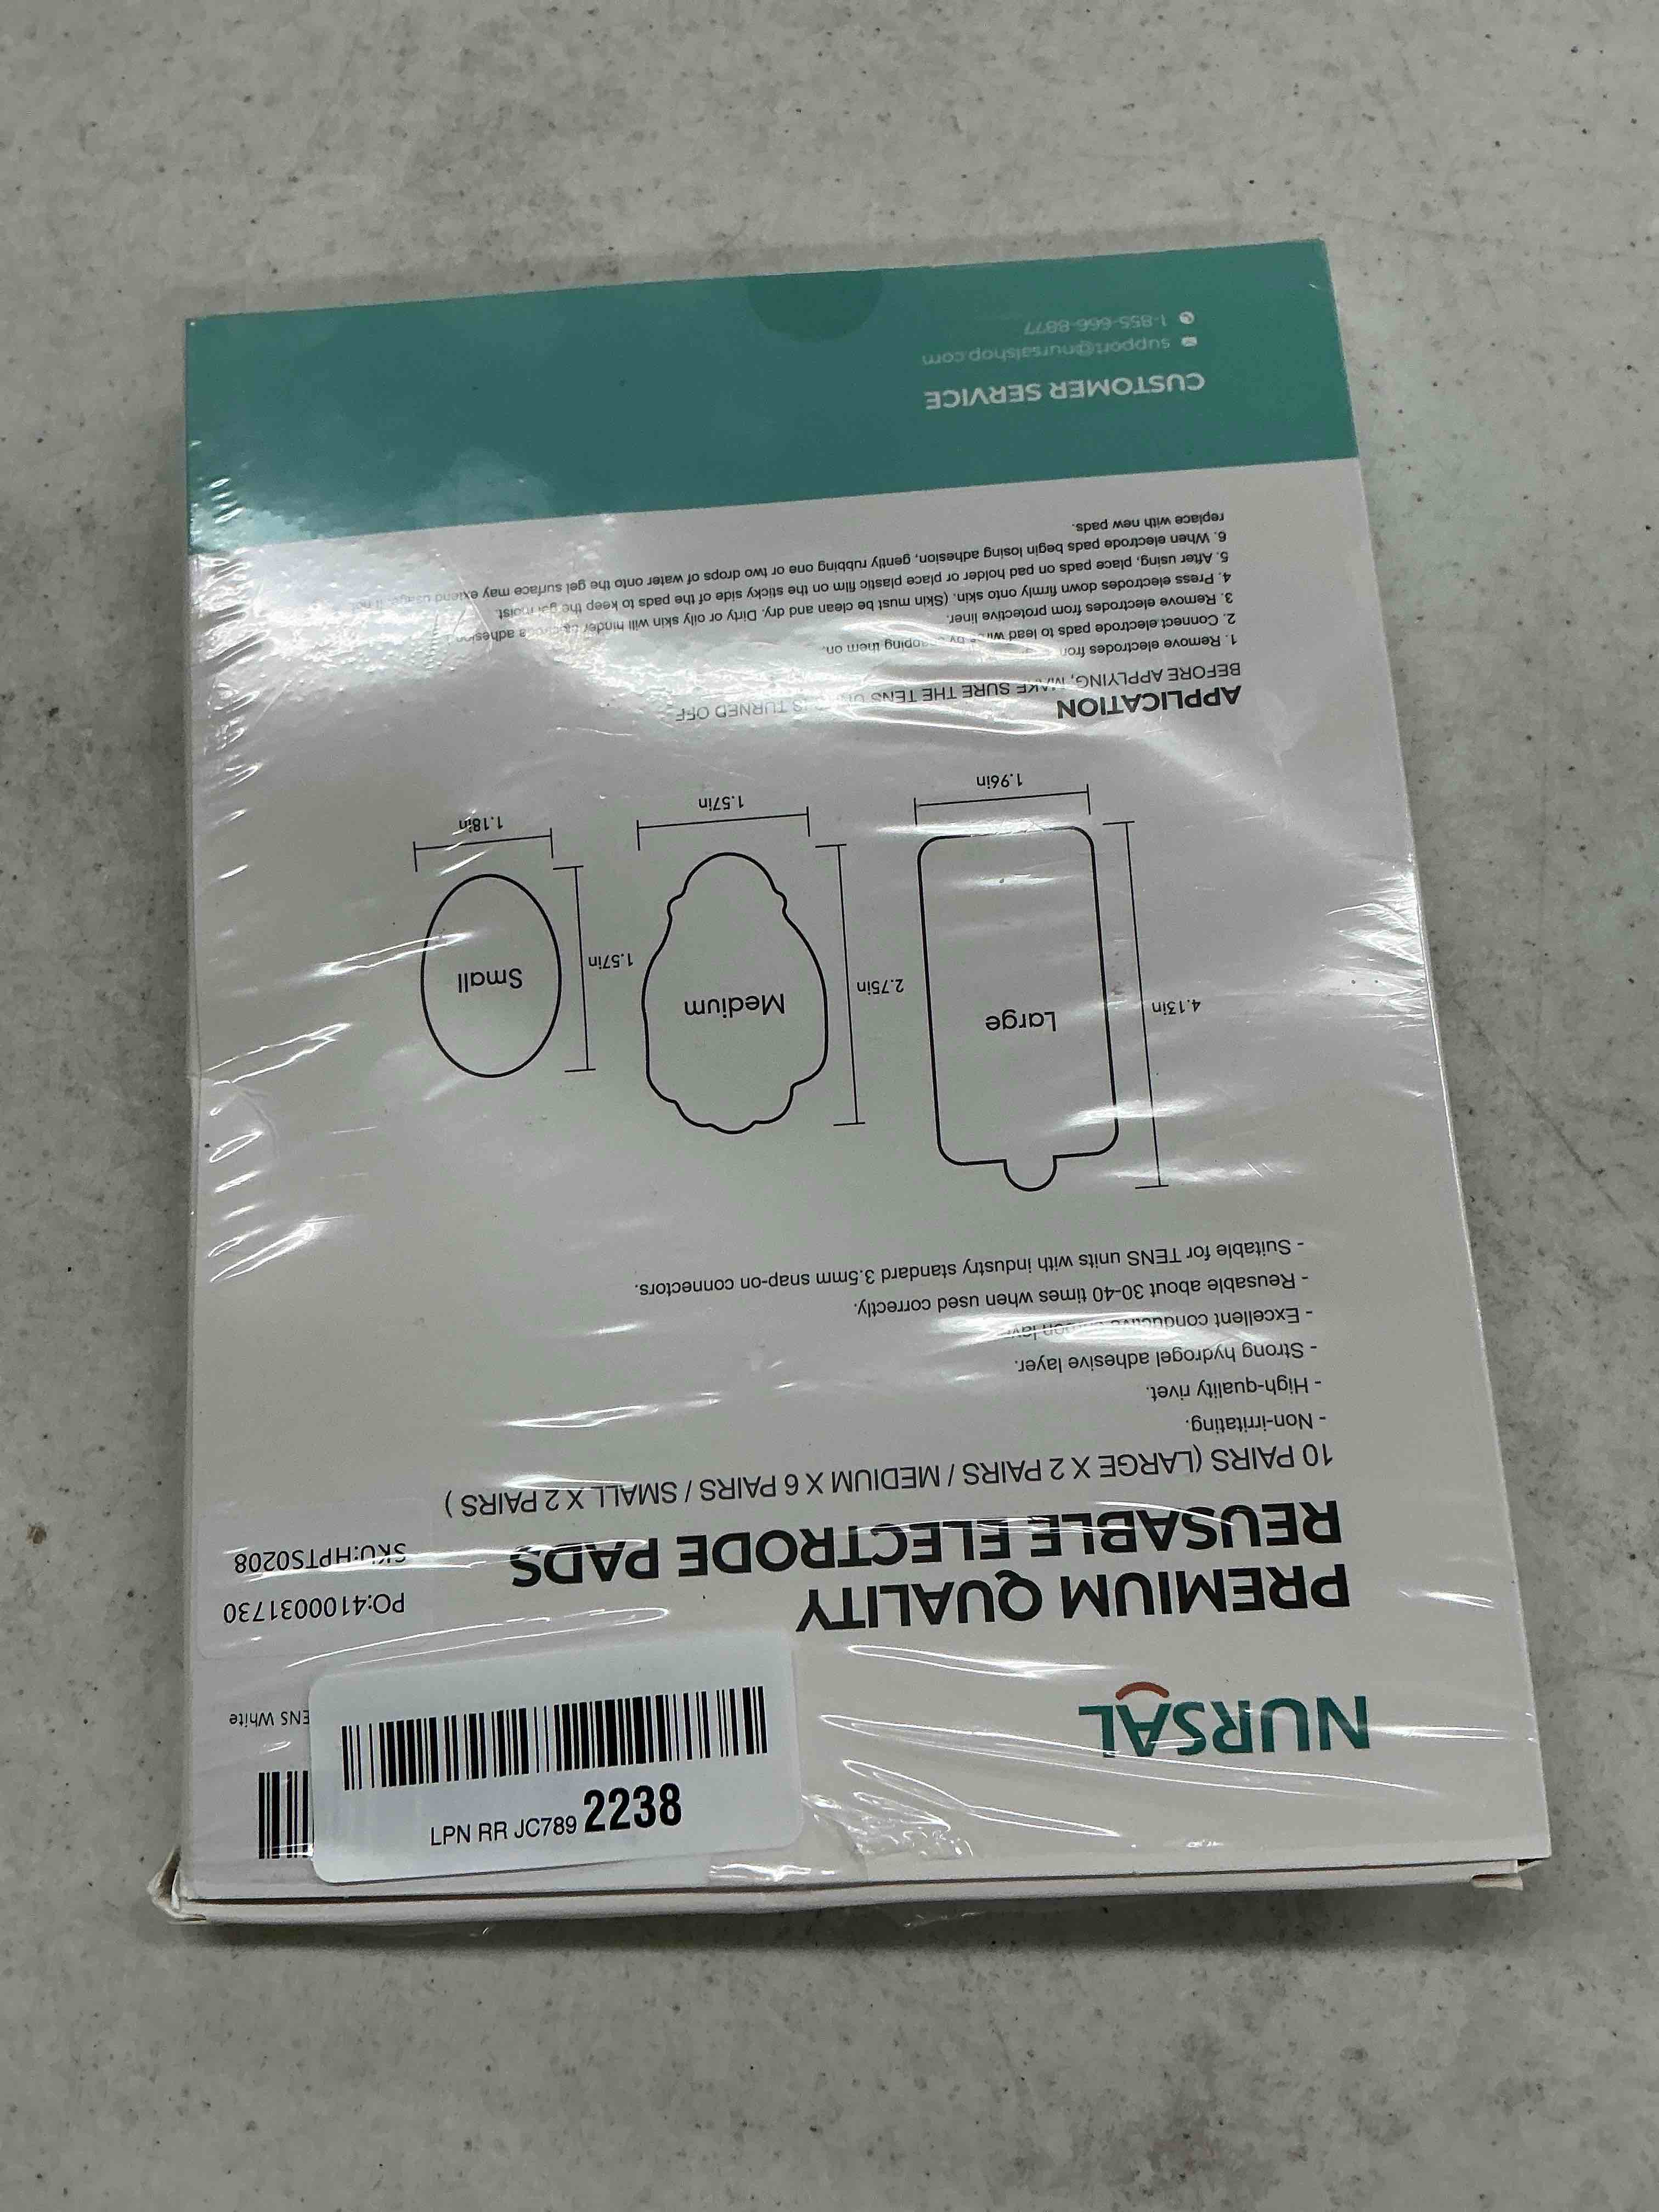 NURSAL
PREMIUM QUALITY
REUSABLE ELECTRODE PADS
10 PAIRS (LARGE X 2 PAIRS / MEDIUM X 6 PAIRS / SMALL X 2 PAIRS )
- Non-irritating.
- High-quality rivet.
- Strong hydrogel adhesive layer.
- Excellent conductive
- Reusable about 30-40 times when used correctly.
- Suitable for TENS units with industry standard 3.5mm snap-on connectors.
ENS White
PO:4100031730
SKU:HPTS0208
LPN RR JC789 2238
Large
4.13in
1.96in
Medium
2.75in
1.57in
Small
1.57in
1.18in
APPLICATION
BEFORE APPLYING, MAKE SURE THE TENS IS TURNED OFF
1. Remove electrodes
2. Connect electrode pads to lead by them on.
3. Remove electrodes from protective liner.
4. Press electrodes down firmly onto skin. (Skin must be clean and dry. Dirty or oily skin will hinder adhesion
5. After using, place pads on pad holder or place plastic film on the sticky side of the pads to keep the gel moist.
6. When electrode pads begin losing adhesion, gently rubbing one or two drops of water onto the gel surface may extend
replace with new pads.
CUSTOMER SERVICE
support@nursalshop.com
1-855-666-8877